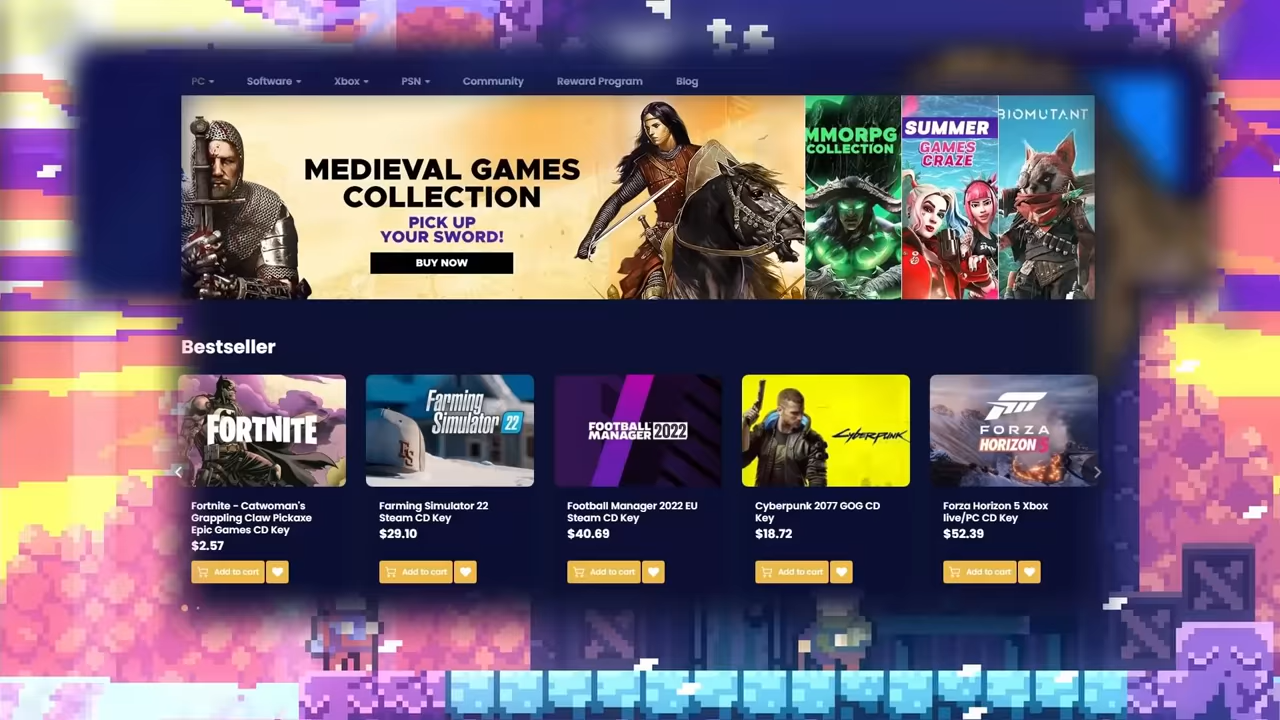 PC
Software
Xbox
PSN
Community
Reward Program
Blog
MEDIEVAL GAMES
COLLECTION
PICK UP
YOUR SWORD!
BUY NOW
MMORPG
COLLECTION
SUMMER
GAMES
CRAZE
BIOMUTANT
Bestseller
FORTNITE
Farming
Simulator 22
FOOTBALL
MANAGER 2022
Cyberpunk
FORZA
HORIZON 5
Fortnite - Catwoman's
Grappling Claw Pickaxe
Epic Games CD Key
$2.57
Add to cart
Farming Simulator 22
Steam CD Key
$29.10
Add to cart
Football Manager 2022 EU
Steam CD Key
$40.69
Add to cart
Cyberpunk 2077 GOG CD
Key
$18.72
Add to cart
Forza Horizon 5 Xbox
live/PC CD Key
$52.39
Add to cart